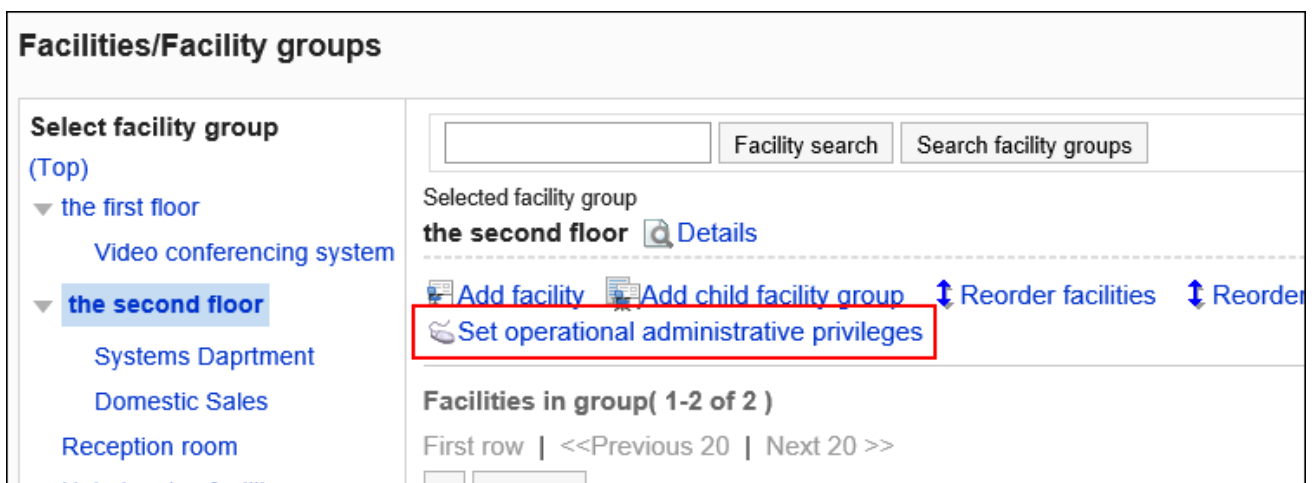 Facilities/Facility groups
Select facility group
(Top)
the first floor
Video conferencing system
the second floor
Systems Daprtment
Domestic Sales
Reception room
Facility search Search facility groups
Selected facility group
the second floor Details
Add facility Add child facility group Reorder facilities Reorder
Set operational administrative privileges
Facilities in group( 1-2 of 2 )
First row | <<Previous 20 | Next 20 >>